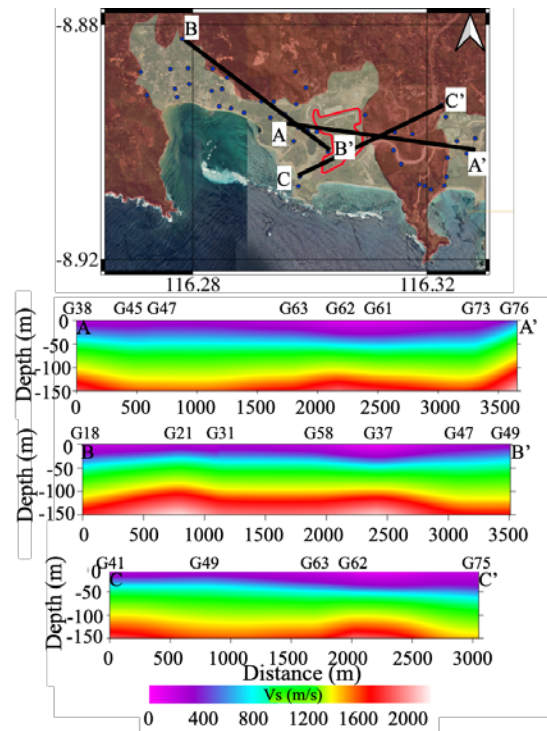 -8.88
B
C'
A
B'
A'
C
-8.92
116.28 116.32
G38 G45 G47 G63 G62 G61 G73 G76
A A'
Depth (m)
0
-50
-100
-150
0 500 1000 1500 2000 2500 3000 3500
G18 G21 G31 G58 G37 G47 G49
B B'
Depth (m)
0
-50
-100
-150
0 500 1000 1500 2000 2500 3000 3500
G41 G49 G63 G62 G75
C C'
Depth (m)
0
-50
-100
-150
0 500 1000 1500 2000 2500 3000
Distance (m)
Vs (m/s)
0 400 800 1200 1600 2000